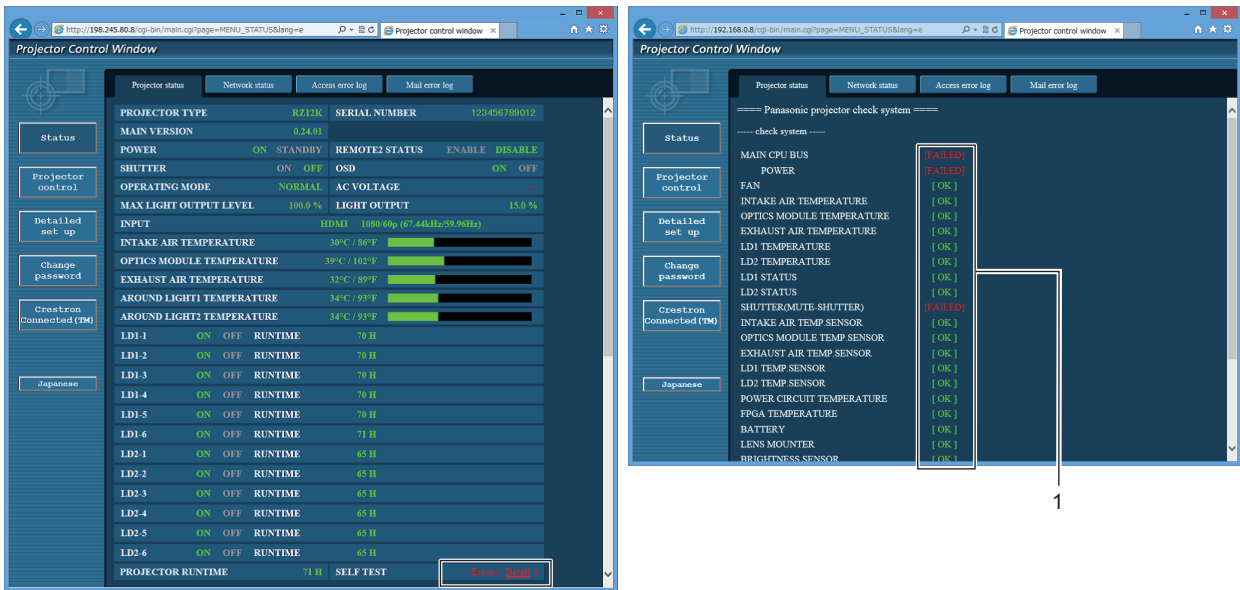 http://198.245.80.8/cgi-bin/main.cgi?page=MENU_STATUS&lang=e
Projector control window
Projector Control Window
Projector status Network status Access error log Mail error log
Status
Projector control
Detailed set up
Change password
Crestron Connected(TM)
Japanese
PROJECTOR TYPE RZ12K SERIAL NUMBER 123456789012
MAIN VERSION 0.24.01
POWER ON STANDBY REMOTE2 STATUS ENABLE DISABLE
SHUTTER ON OFF OSD ON OFF
OPERATING MODE NORMAL AC VOLTAGE
MAX LIGHT OUTPUT LEVEL 100.0 % LIGHT OUTPUT 15.0 %
INPUT HDMI 1080/60p (67.44kHz/59.96Hz)
INTAKE AIR TEMPERATURE 30°C / 86°F
OPTICS MODULE TEMPERATURE 39°C / 102°F
EXHAUST AIR TEMPERATURE 32°C / 89°F
AROUND LIGHT1 TEMPERATURE 34°C / 93°F
AROUND LIGHT2 TEMPERATURE 34°C / 93°F
LD1-1 ON OFF RUNTIME 70 H
LD1-2 ON OFF RUNTIME 70 H
LD1-3 ON OFF RUNTIME 70 H
LD1-4 ON OFF RUNTIME 70 H
LD1-5 ON OFF RUNTIME 70 H
LD1-6 ON OFF RUNTIME 71 H
LD2-1 ON OFF RUNTIME 65 H
LD2-2 ON OFF RUNTIME 65 H
LD2-3 ON OFF RUNTIME 65 H
LD2-4 ON OFF RUNTIME 65 H
LD2-5 ON OFF RUNTIME 65 H
LD2-6 ON OFF RUNTIME 65 H
PROJECTOR RUNTIME 71 H SELF TEST Error [ Detail ]
http://192.168.0.8/cgi-bin/main.cgi?page=MENU_STATUS&lang=e
Projector control window
Projector Control Window
Projector status Network status Access error log Mail error log
Status
Projector control
Detailed set up
Change password
Crestron Connected(TM)
Japanese
==== Panasonic projector check system ====
----- check system -----
MAIN CPU BUS [FAILED]
POWER [FAILED]
FAN [ OK ]
INTAKE AIR TEMPERATURE [ OK ]
OPTICS MODULE TEMPERATURE [ OK ]
EXHAUST AIR TEMPERATURE [ OK ]
LD1 TEMPERATURE [ OK ]
LD2 TEMPERATURE [ OK ]
LD1 STATUS [ OK ]
LD2 STATUS [ OK ]
SHUTTER(MUTE-SHUTTER) [FAILED]
INTAKE AIR TEMP.SENSOR [ OK ]
OPTICS MODULE TEMP.SENSOR [ OK ]
EXHAUST AIR TEMP.SENSOR [ OK ]
LD1 TEMP.SENSOR [ OK ]
LD2 TEMP.SENSOR [ OK ]
POWER CIRCUIT TEMPERATURE [ OK ]
FPGA TEMPERATURE [ OK ]
BATTERY [ OK ]
LENS MOUNTER [ OK ]
BRIGHTNESS SENSOR [ OK ]
1